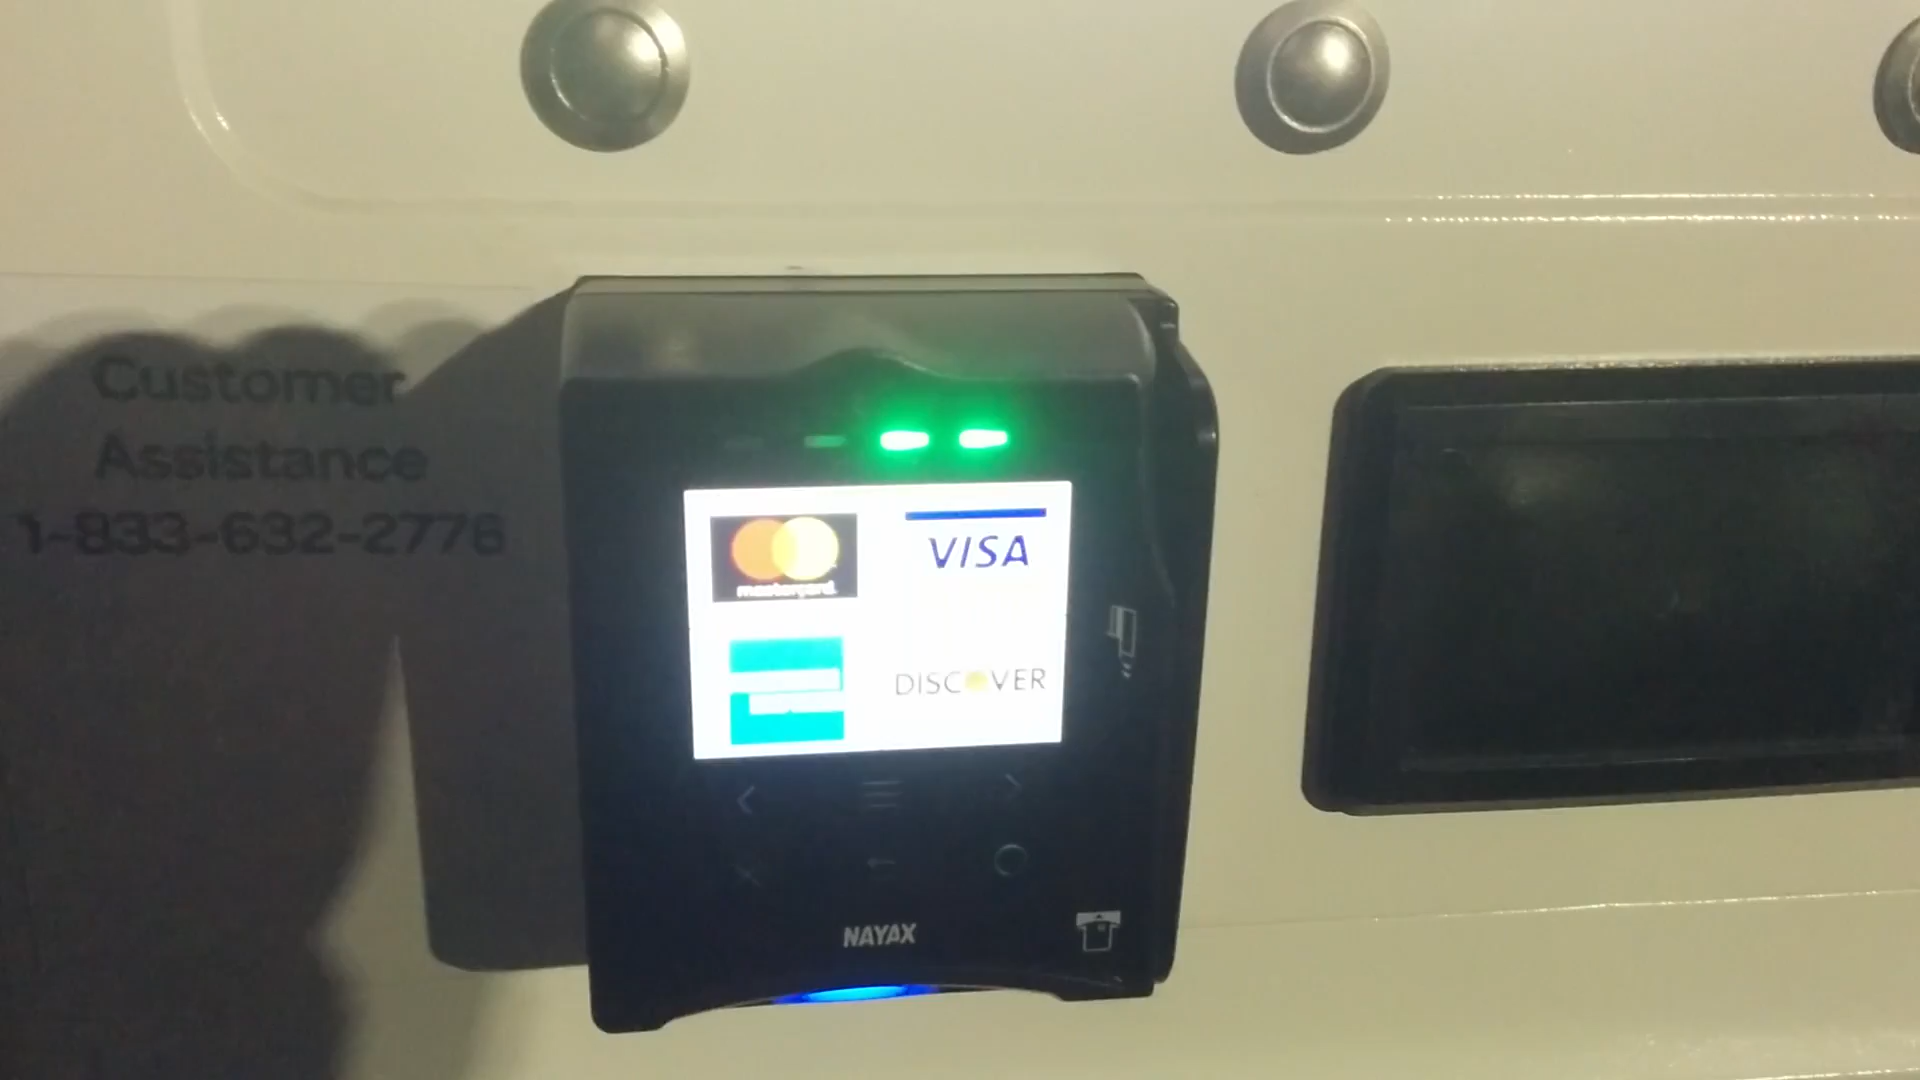 Customer
Assistance
1-833-632-2776
mastercard.
VISA
DISCOVER
NAYAX